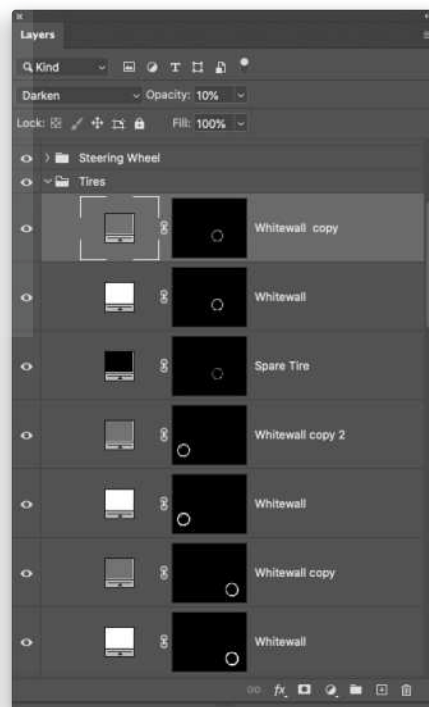 Layers
Kind
Darken Opacity: 10%
Lock: Fill: 100%
Steering Wheel
Tires
Whitewall copy
Whitewall
Spare Tire
Whitewall copy 2
Whitewall
Whitewall copy
Whitewall
fx